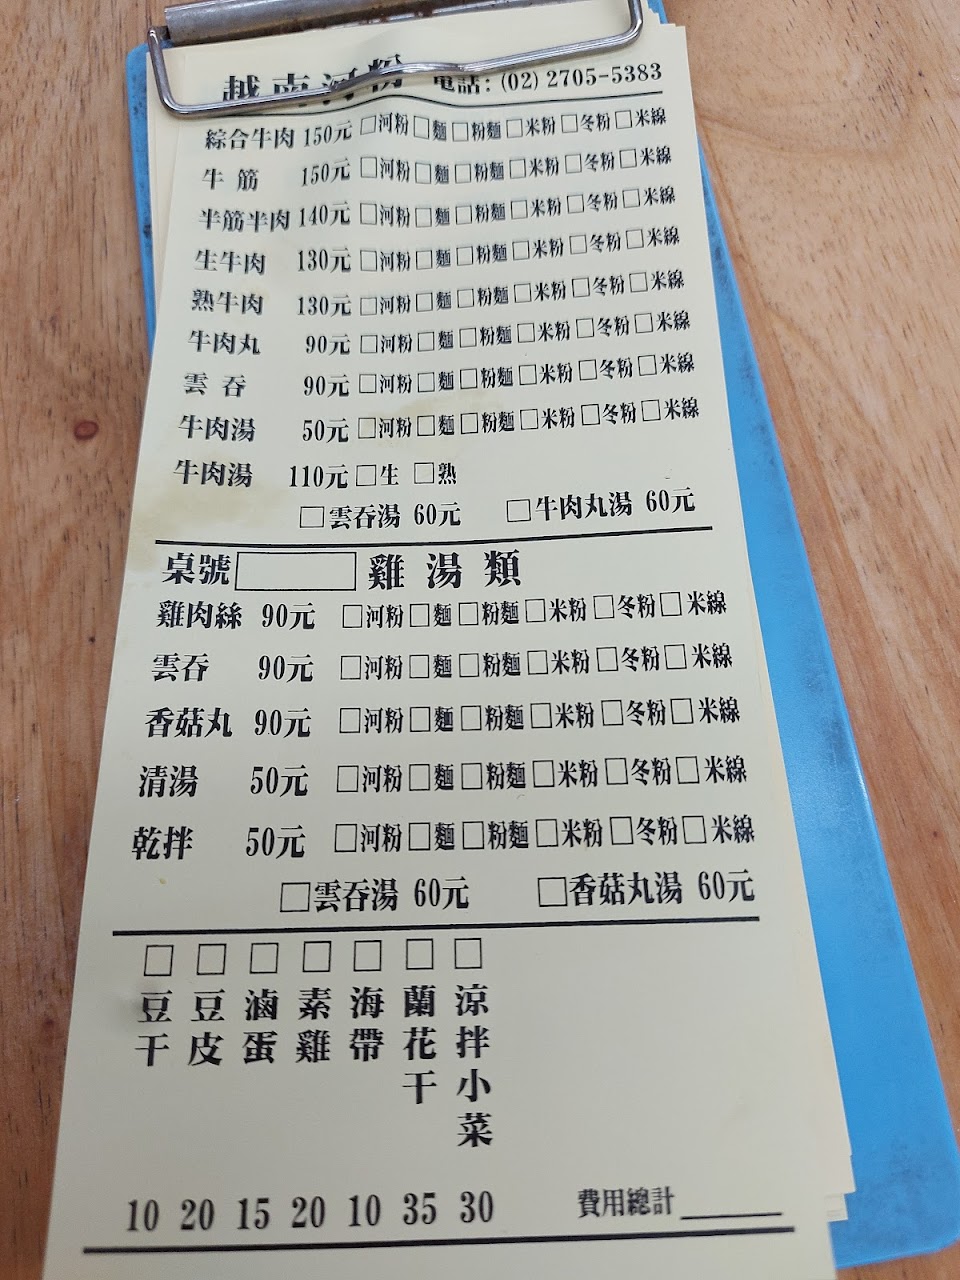 越南河粉 電話：(02) 2705-5383
綜合牛肉 150元 □河粉□麵□粉麵□米粉□冬粉□米線
牛筋 150元 □河粉□麵□粉麵□米粉□冬粉□米線
半筋半肉 140元 □河粉□麵□粉麵□米粉□冬粉□米線
生牛肉 130元 □河粉□麵□粉麵□米粉□冬粉□米線
熟牛肉 130元 □河粉□麵□粉麵□米粉□冬粉□米線
牛肉丸 90元 □河粉□麵□粉麵□米粉□冬粉□米線
雲吞 90元 □河粉□麵□粉麵□米粉□冬粉□米線
牛肉湯 50元 □河粉□麵□粉麵□米粉□冬粉□米線
牛肉湯 110元 □生 □熟
□雲吞湯 60元 □牛肉丸湯 60元
桌號 雞湯類
雞肉絲 90元 □河粉□麵□粉麵□米粉□冬粉□米線
雲吞 90元 □河粉□麵□粉麵□米粉□冬粉□米線
香菇丸 90元 □河粉□麵□粉麵□米粉□冬粉□米線
清湯 50元 □河粉□麵□粉麵□米粉□冬粉□米線
乾拌 50元 □河粉□麵□粉麵□米粉□冬粉□米線
□雲吞湯 60元 □香菇丸湯 60元
□豆干 10
□豆皮 20
□滷蛋 15
□素雞 20
□海帶 10
□蘭花干 35
□涼拌小菜 30
費用總計